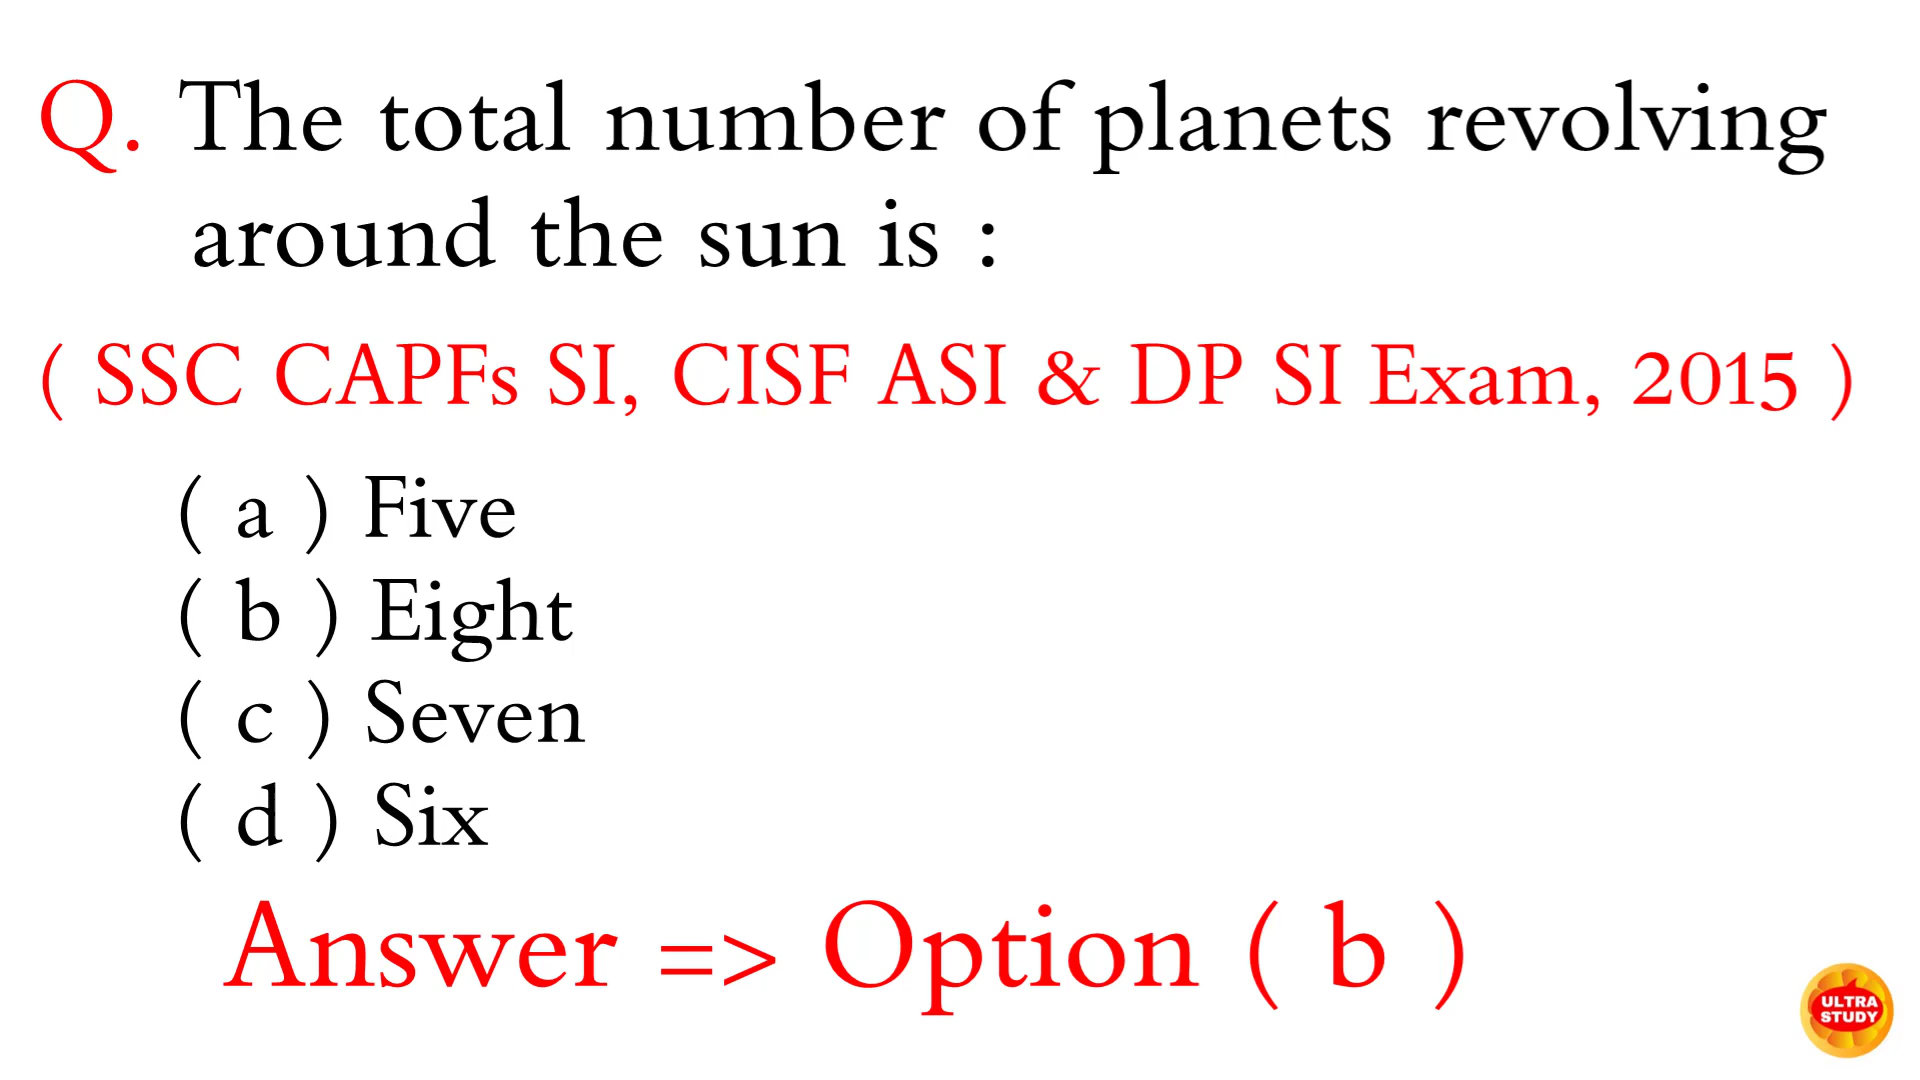 Q. The total number of planets revolving
around the sun is :
( SSC CAPFs SI, CISF ASI & DP SI Exam, 2015 )
( a ) Five
( b ) Eight
( c ) Seven
( d ) Six
Answer => Option ( b )
ULTRA
STUDY